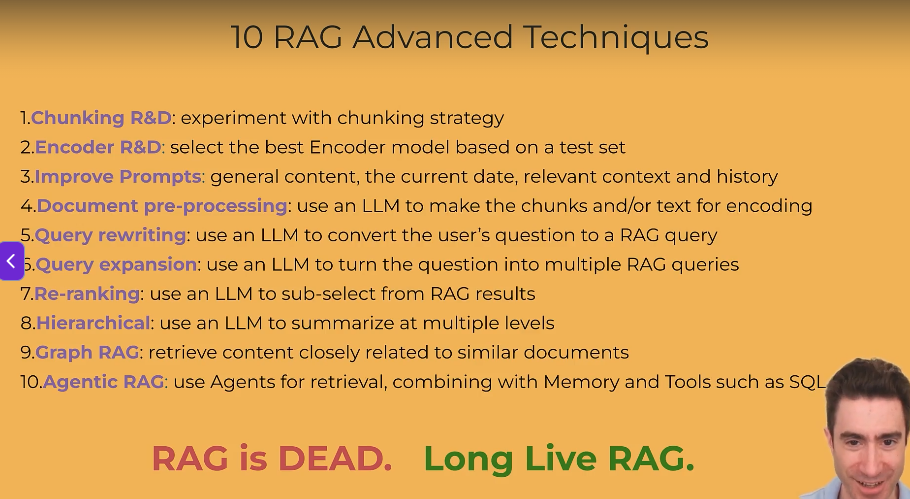 10 RAG Advanced Techniques
1.Chunking R&D: experiment with chunking strategy
2.Encoder R&D: select the best Encoder model based on a test set
3.Improve Prompts: general content, the current date, relevant context and history
4.Document pre-processing: use an LLM to make the chunks and/or text for encoding
5.Query rewriting: use an LLM to convert the user's question to a RAG query
6.Query expansion: use an LLM to turn the question into multiple RAG queries
7.Re-ranking: use an LLM to sub-select from RAG results
8.Hierarchical: use an LLM to summarize at multiple levels
9.Graph RAG: retrieve content closely related to similar documents
10.Agentic RAG: use Agents for retrieval, combining with Memory and Tools such as SQL
RAG is DEAD. Long Live RAG.